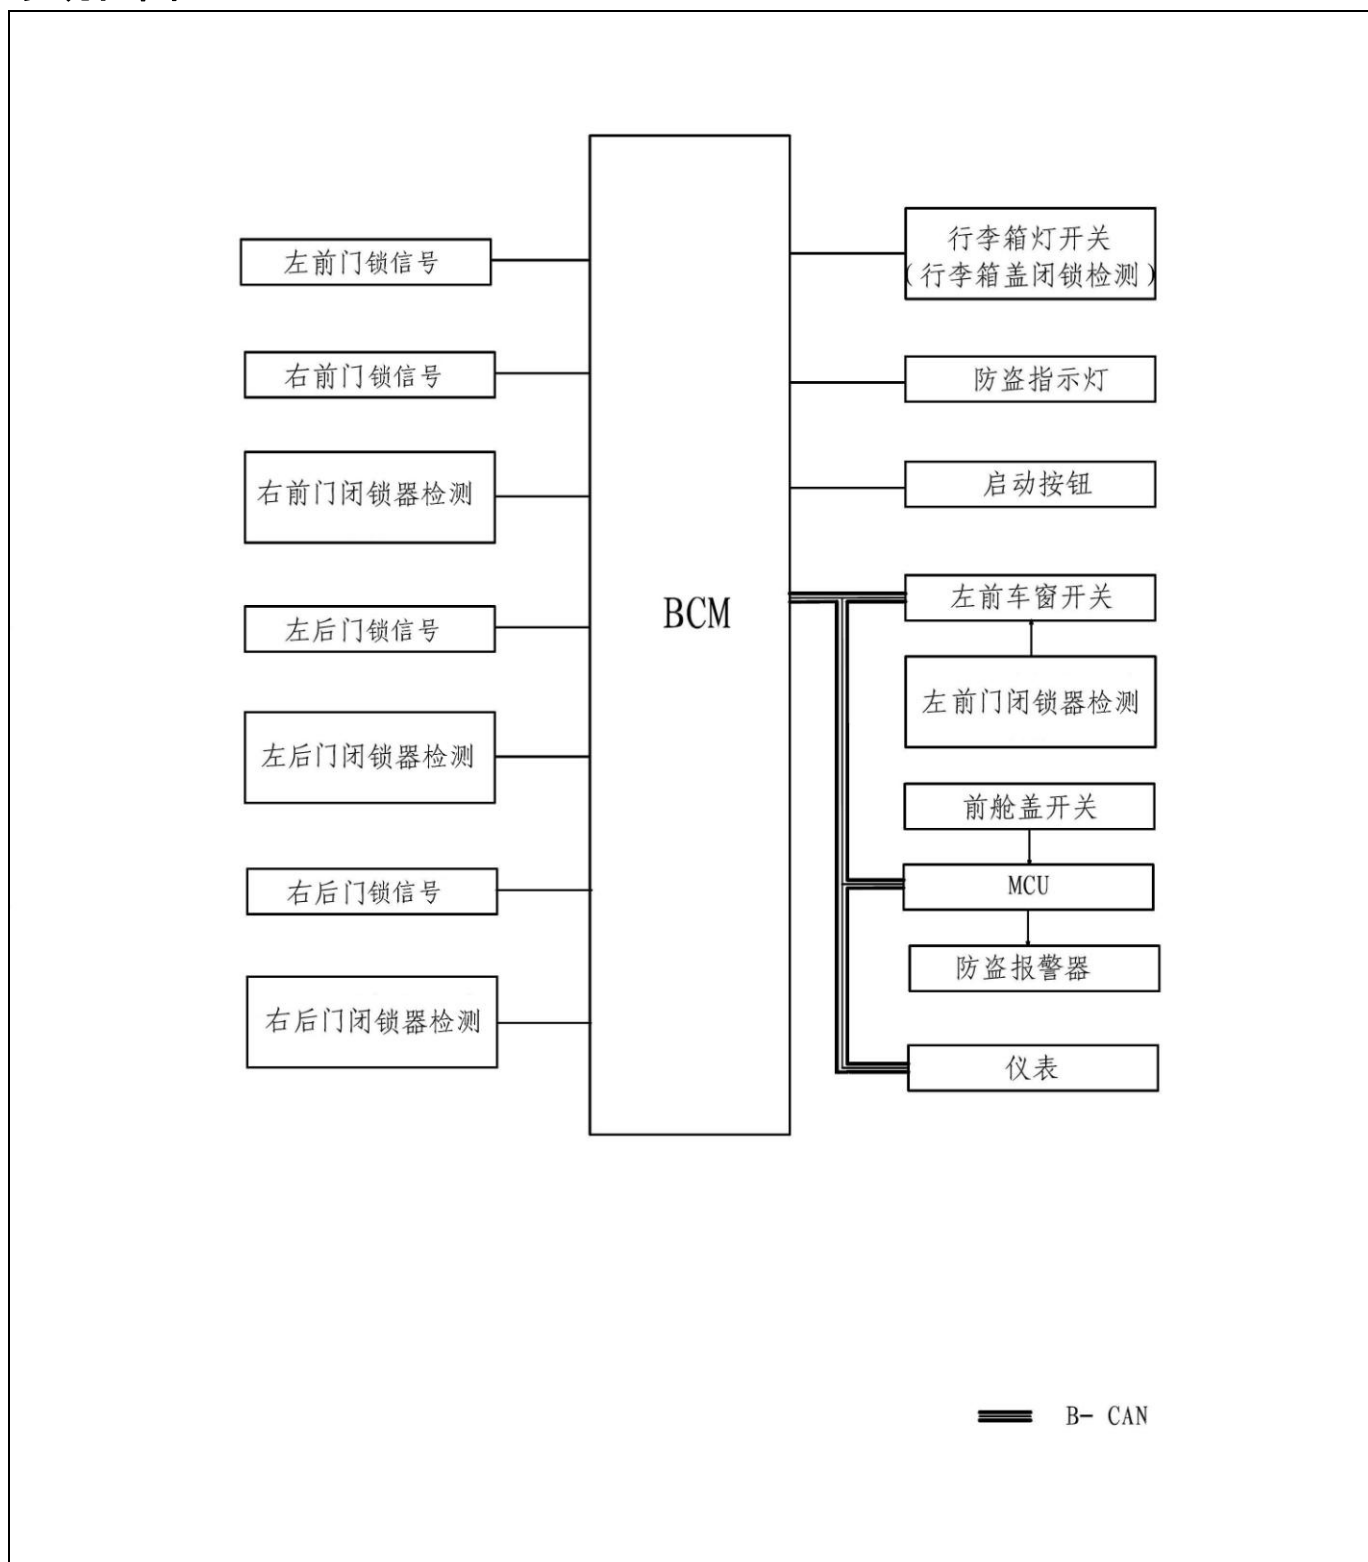 左前门锁信号
右前门锁信号
右前门闭锁器检测
左后门锁信号
左后门闭锁器检测
右后门锁信号
右后门闭锁器检测
BCM
行李箱灯开关
(行李箱盖闭锁检测)
防盗指示灯
启动按钮
左前车窗开关
左前门闭锁器检测
前舱盖开关
MCU
防盗报警器
仪表
B- CAN